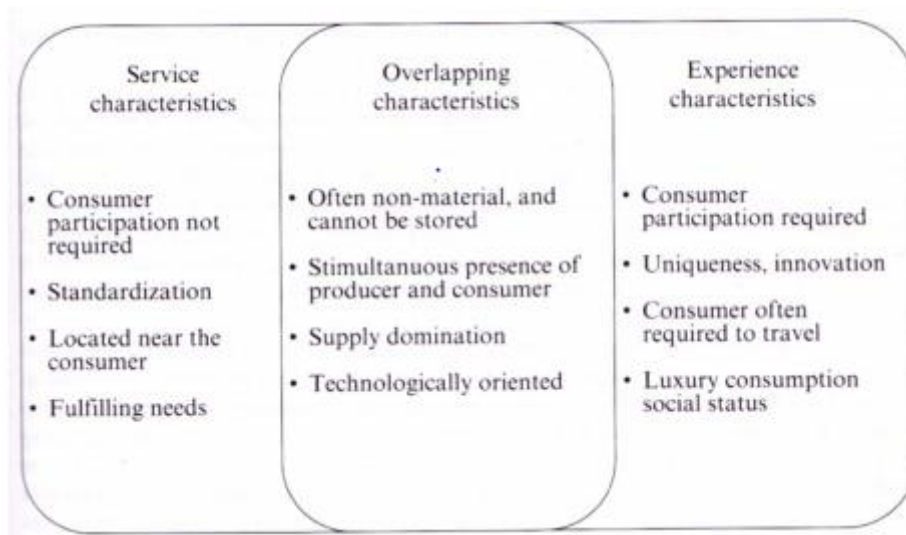 Service
characteristics
• Consumer
participation not
required
• Standardization
• Located near the
consumer
• Fulfilling needs
Overlapping
characteristics
• Often non-material, and
cannot be stored
• Stimultanuous presence of
producer and consumer
• Supply domination
• Technologically oriented
Experience
characteristics
• Consumer
participation required
• Uniqueness, innovation
• Consumer often
required to travel
• Luxury consumption
social status